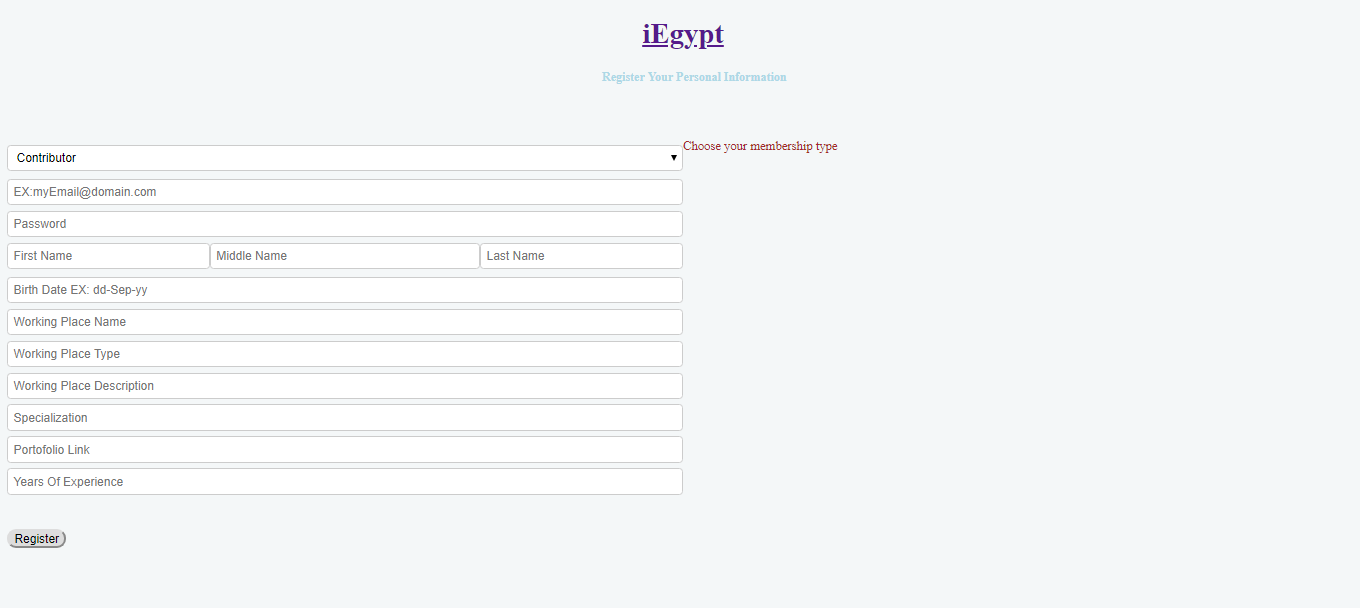 iEgypt
Register Your Personal Information
Contributor
Choose your membership type
EX:myEmail@domain.com
Password
First Name Middle Name Last Name
Birth Date EX: dd-Sep-yy
Working Place Name
Working Place Type
Working Place Description
Specialization
Portofolio Link
Years Of Experience
Register